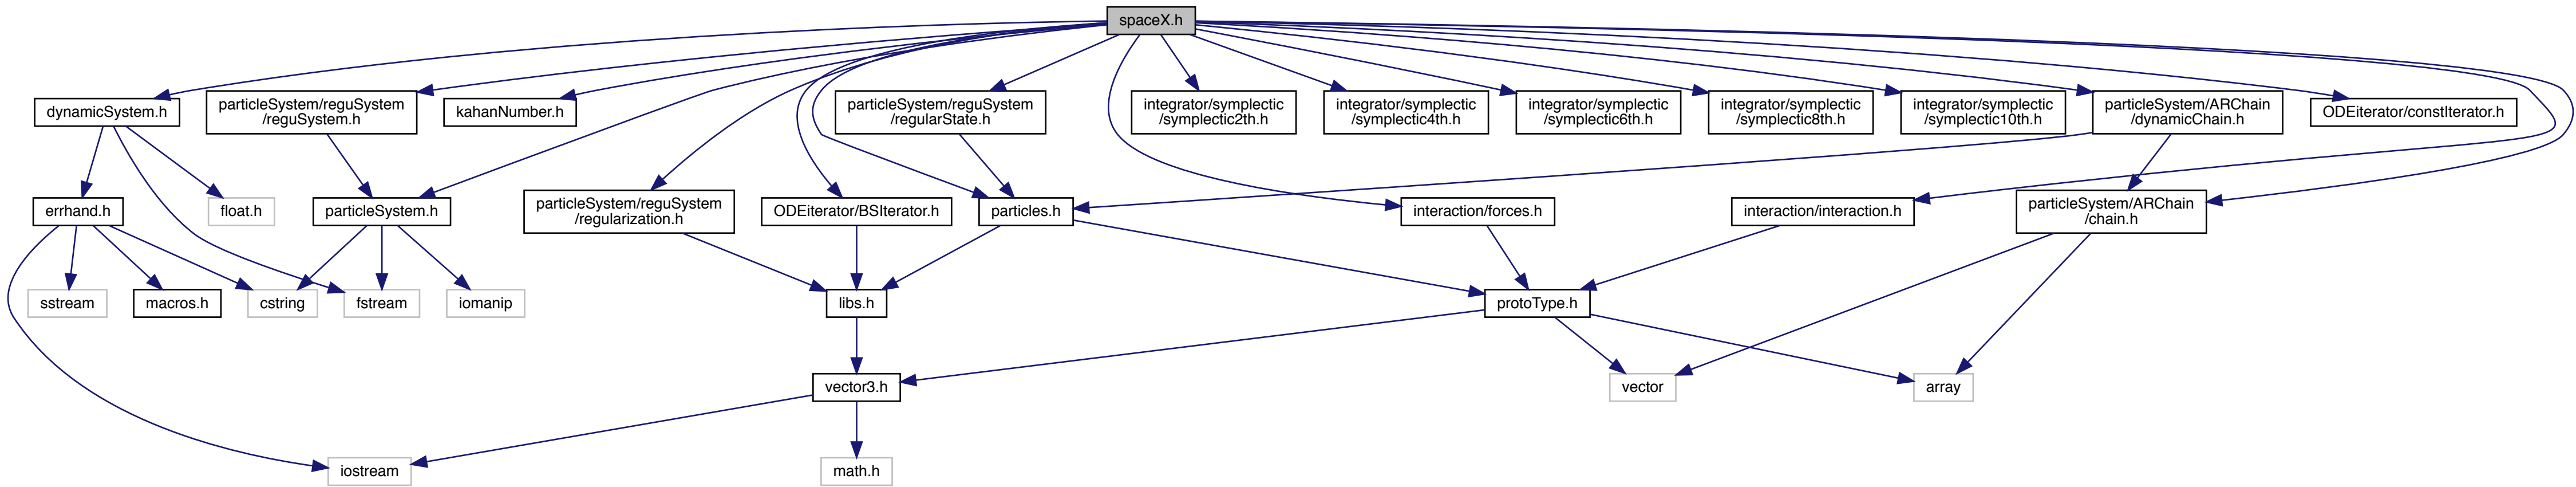 spaceX.h
dynamicSystem.h
particleSystem/reguSystem
/reguSystem.h
kahanNumber.h
particleSystem/reguSystem
/regularState.h
integrator/symplectic
/symplectic2th.h
integrator/symplectic
/symplectic4th.h
integrator/symplectic
/symplectic6th.h
integrator/symplectic
/symplectic8th.h
integrator/symplectic
/symplectic10th.h
particleSystem/ARChain
/dynamicChain.h
ODEiterator/constIterator.h
errhand.h
float.h
particleSystem.h
particleSystem/reguSystem
/regularization.h
ODEiterator/BSIterator.h
particles.h
interaction/forces.h
interaction/interaction.h
particleSystem/ARChain
/chain.h
sstream
macros.h
cstring
fstream
iomanip
libs.h
protoType.h
vector3.h
vector
array
iostream
math.h